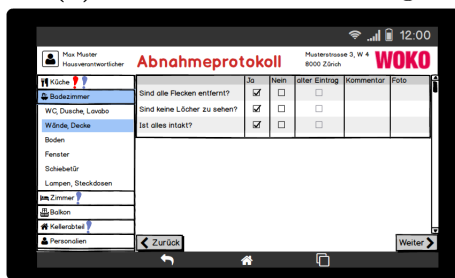 12:00
Max Muster
Hausverantwortlicher
Abnahmeprotokoll
Musterstrasse 3, W 4
8000 Zürich
WOKO
Küche
Badezimmer
WC, Dusche, Lavabo
Wände, Decke
Boden
Fenster
Schiebetür
Lampen, Steckdosen
Zimmer
Balkon
Kellerabteil
Personalien
Ja Nein alter Eintrag Kommentar Foto
Sind alle Flecken entfernt?
Sind keine Löcher zu sehen?
Ist alles intakt?
Zurück
Weiter